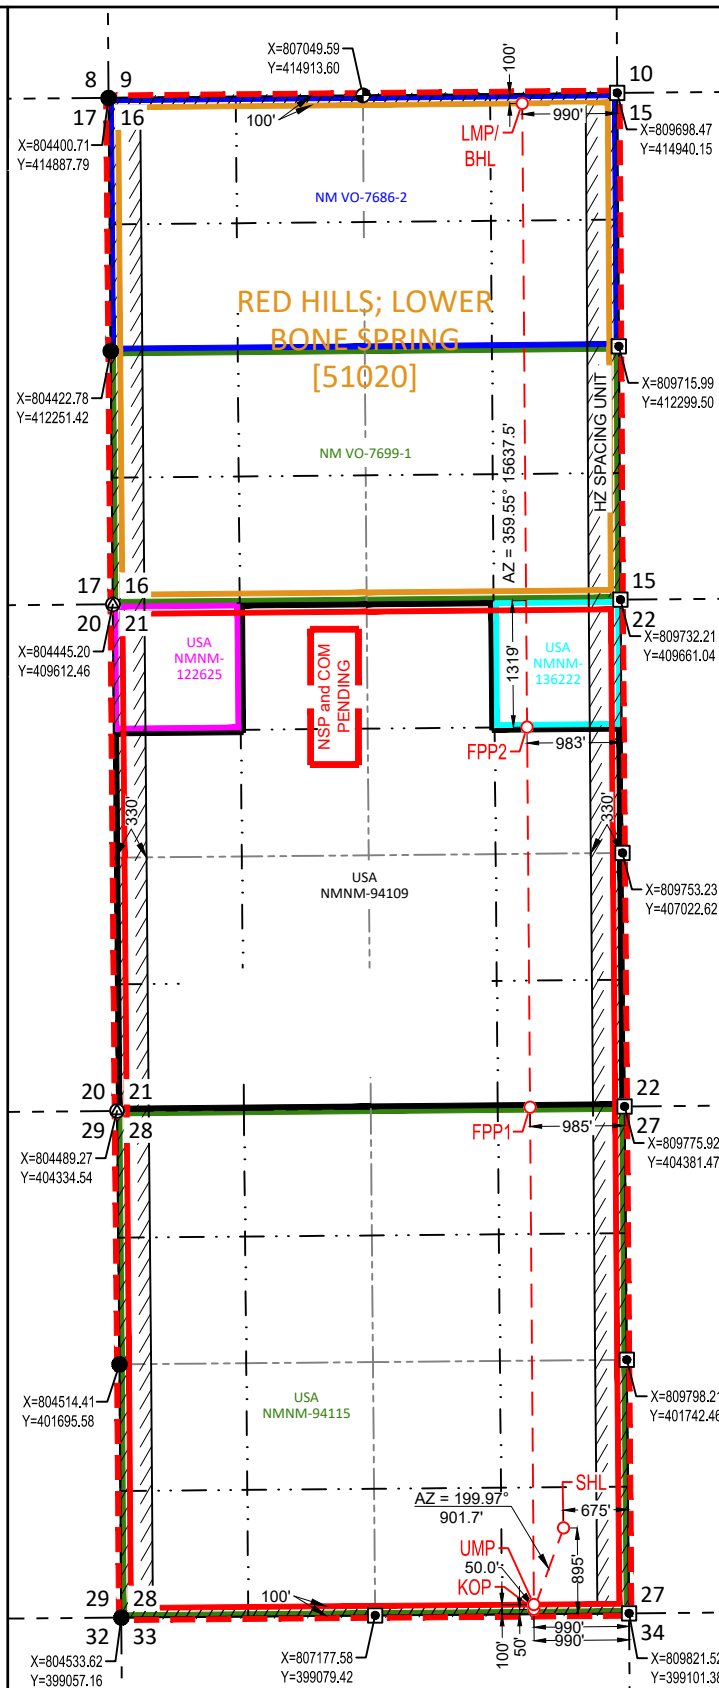 X=807049.59
Y=414913.60
100'
8 9
10
17 16
15
100'
990'
X=804400.71
Y=414887.79
LMP/
BHL
X=809698.47
Y=414940.15
NM VO-7686-2
RED HILLS; LOWER
BONE SPRING
[51020]
X=804422.78
Y=412251.42
X=809715.99
Y=412299.50
HZ SPACING UNIT
NM VO-7699-1
AZ = 359.55° 15637.5'
17 16
15
20 21
22
X=804445.20
Y=409612.46
USA
NMNM-
122625
NSP and COM
PENDING
1319'
USA
NMNM-
136222
X=809732.21
Y=409661.04
FPP2
983'
330'
330'
USA
NMNM-94109
X=809753.23
Y=407022.62
20 21
22
29 28
27
FPP1
985'
X=804489.27
Y=404334.54
X=809775.92
Y=404381.47
X=804514.41
Y=401695.58
USA
NMNM-94115
X=809798.21
Y=401742.46
SHL
675'
AZ = 199.97°
901.7'
895'
UMP
50.0'
KOP
29 28
27
100'
32 33
34
100'
50'
990'
990'
X=804533.62
Y=399057.16
X=807177.58
Y=399079.42
X=809821.52
Y=399101.38